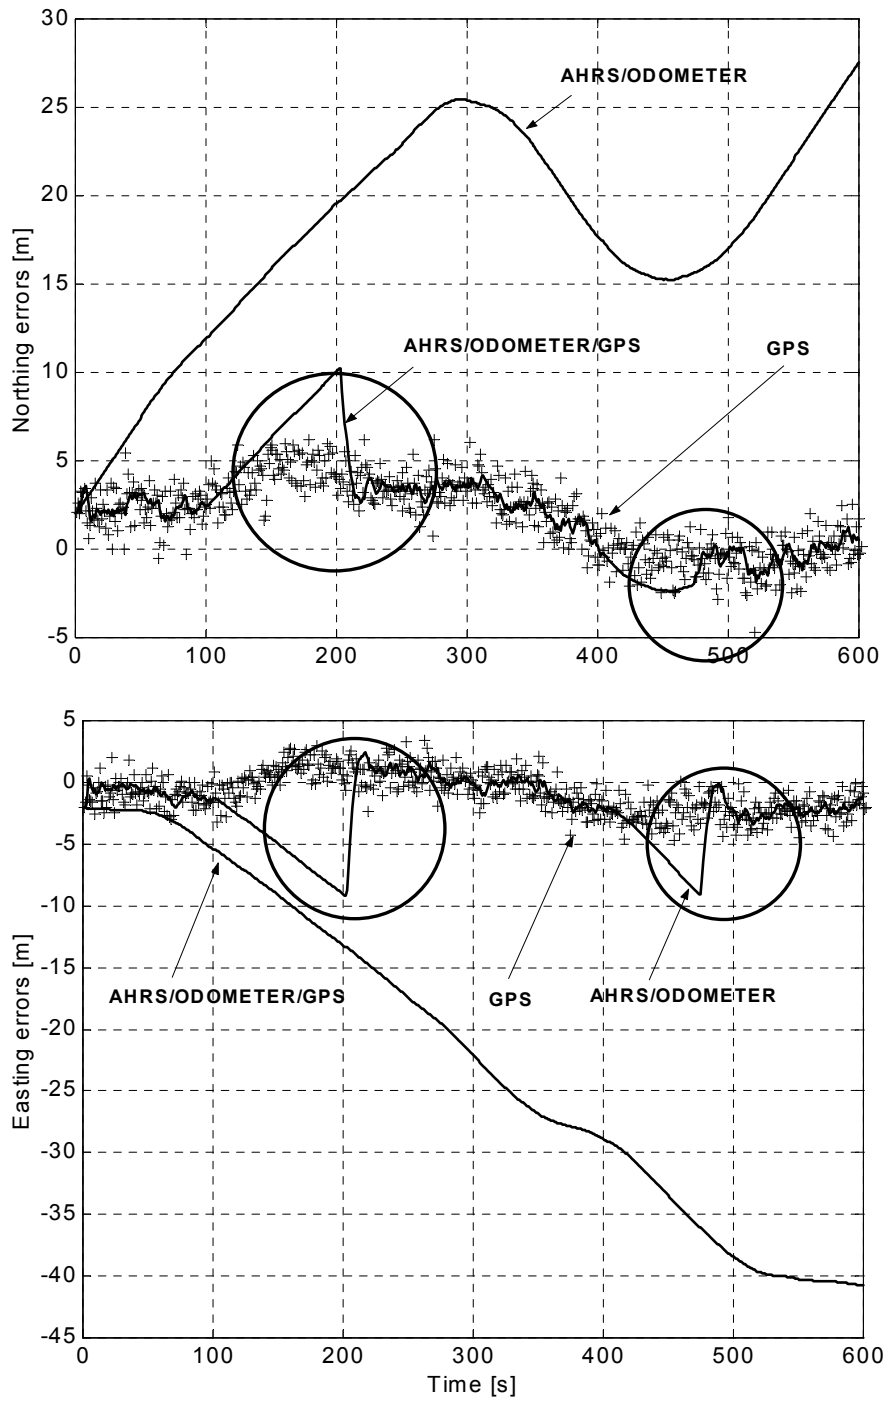 30
AHRS/ODOMETER
25
20
Northing errors [m]
15
AHRS/ODOMETER/GPS
GPS
10
5
0
-5
0 100 200 300 400 500 600
5
0
-5
-10
Easting errors [m]
-15
AHRS/ODOMETER/GPS GPS AHRS/ODOMETER
-20
-25
-30
-35
-40
-45
0 100 200 300 400 500 600
Time [s]